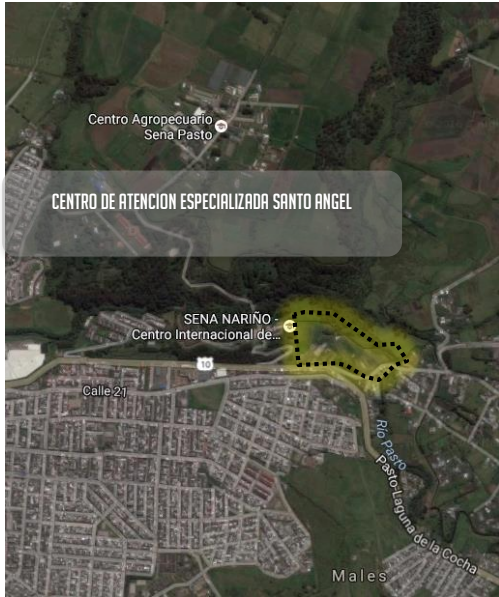 Centro Agropecuario
Sena Pasto
CENTRO DE ATENCION ESPECIALIZADA SANTO ANGEL
SENA NARIÑO -
Centro Internacional de...
10
Calle 21
Río Pasto
Pasto-Laguna de la Cocha
Males